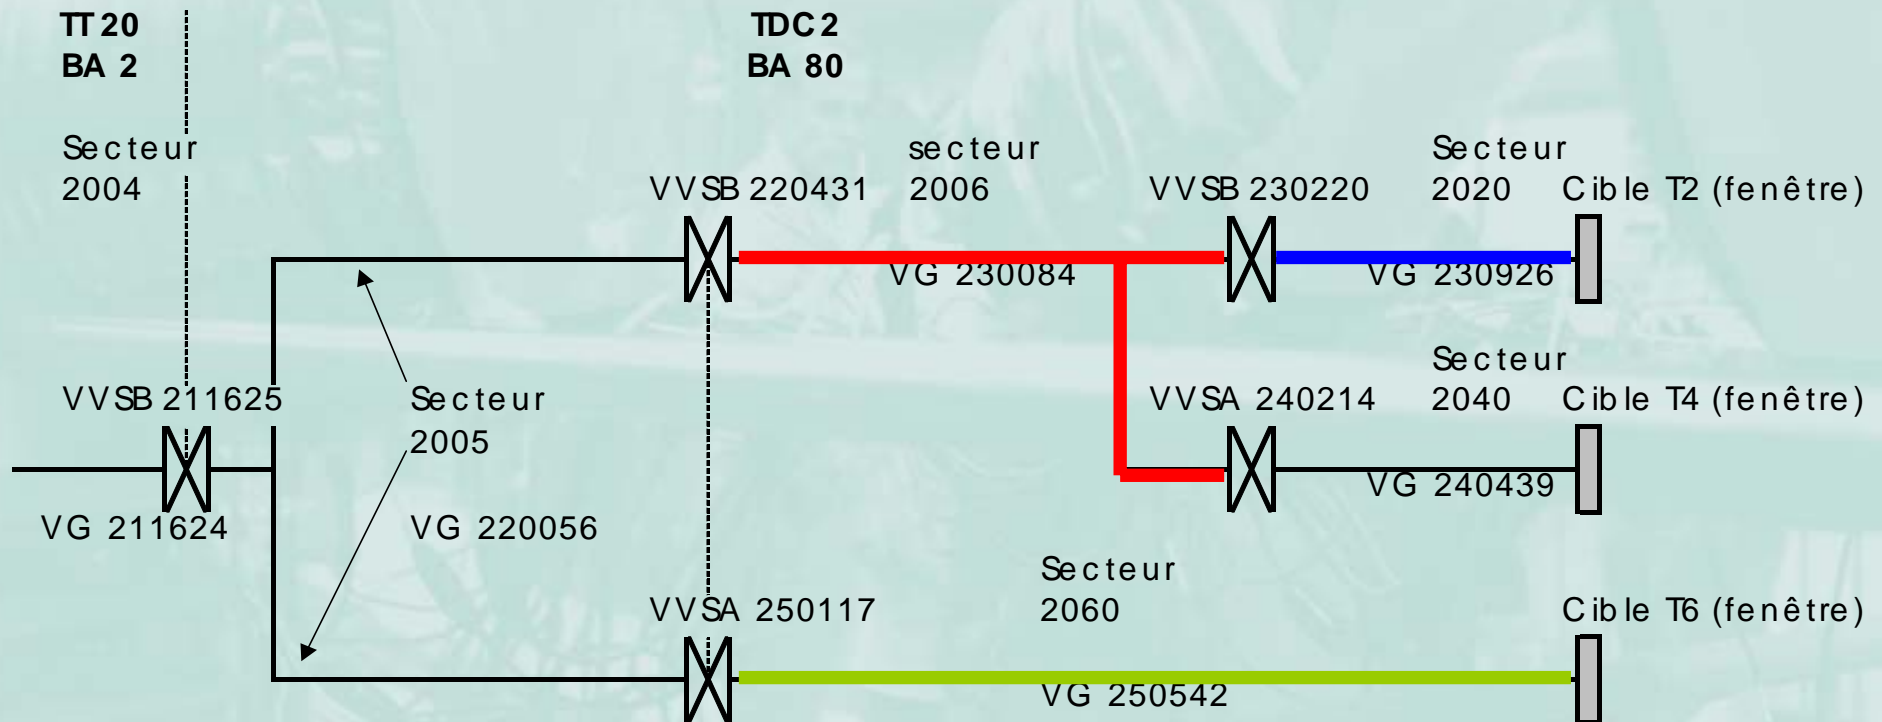 TT20
BA 2
TDC2
BA 80
Secteur
2004
secteur
2006
Secteur
2020
VVSB 220431
VVSB 230220
Cible T2 (fenêtre)
VG 230084
VG 230926
Secteur
2040
VVSB 211625
Secteur
2005
VVSA 240214
Cible T4 (fenêtre)
VG 240439
VG 211624
VG 220056
Secteur
2060
VVSA 250117
Cible T6 (fenêtre)
VG 250542